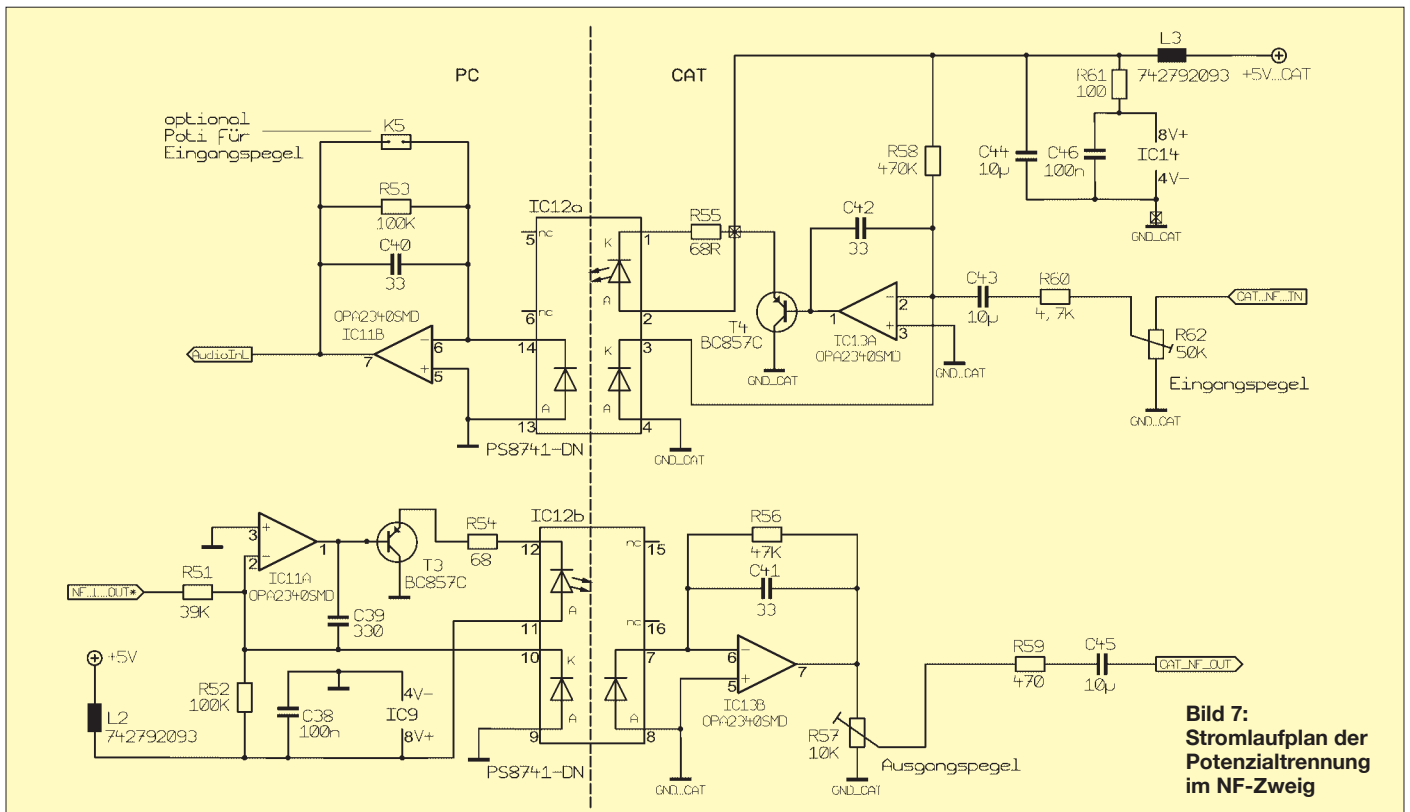 PC
CAT
optional
Poti für
Eingangspegel
K5
R53
100K
C40
33
OPA2340SMD
IC11B
AudioInL
7
6
5
-
+
IC12a
5
nc
6
nc
14
13
A
K
1
A
2
3
K
A
4
PS8741-DN
GND_CAT
R55
68R
T4
BC857C
GND_CAT
C42
33
1
2
3
-
+
IC13A
OPA2340SMD
GND_CAT
R58
470K
C43
10µ
R60
4,7K
CAT_NF_IN
R62
50K
Eingangspegel
GND_CAT
C44
10µ
C46
100n
R61
100
L3
742792093
+5V_CAT
8V+
IC14
4V-
GND_CAT
NF_L_OUT*
R51
39K
3
2
+
-
1
IC11A
OPA2340SMD
T3
BC857C
R54
68
C39
330
+5V
L2
742792093
R52
100K
C38
100n
4V-
IC9
8V+
IC12b
12
A
11
10
K
A
9
nc
15
nc
16
7
A
8
PS8741-DN
R56
47K
C41
33
6
5
-
+
7
IC13B
OPA2340SMD
R57
10K
Ausgangspegel
GND_CAT
GND_CAT
R59
470
C45
10µ
CAT_NF_OUT
Bild 7:
Stromlaufplan der
Potenzialtrennung
im NF-Zweig